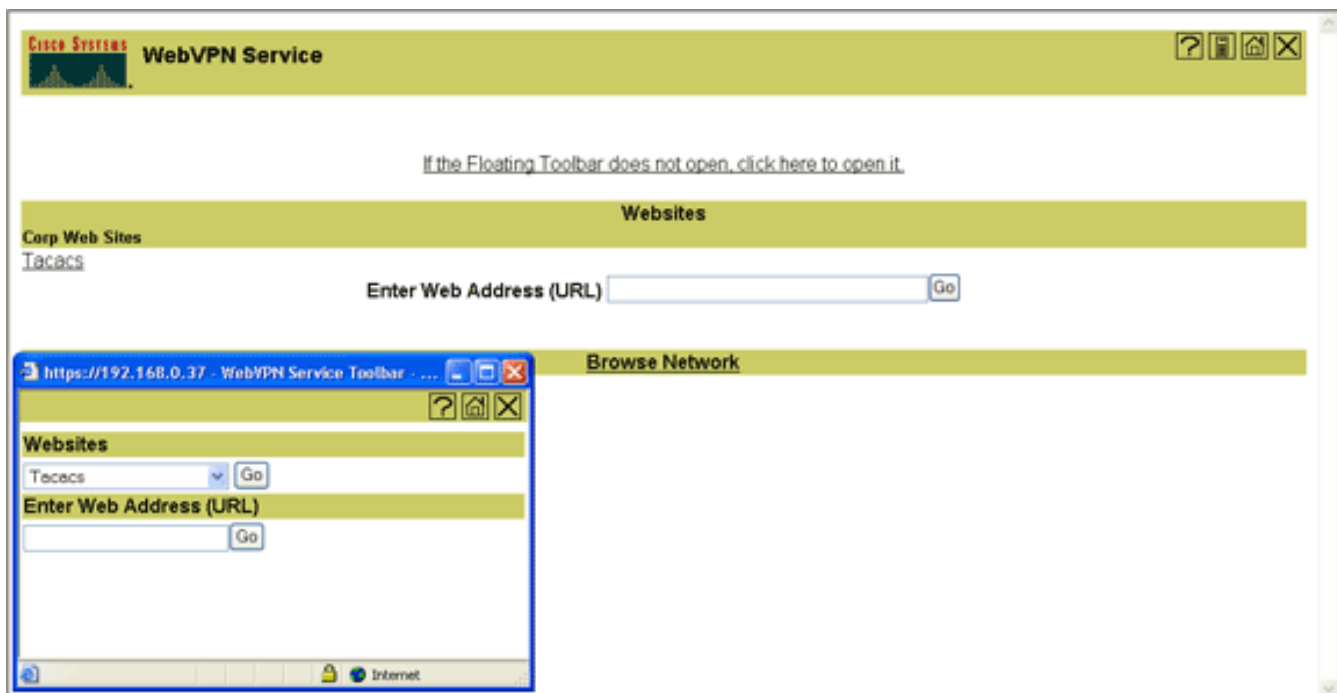 CISCO SYSTEMS
WebVPN Service
If the Floating Toolbar does not open, click here to open it.
Websites
Corp Web Sites
Tacacs
Enter Web Address (URL)
Go
Browse Network
https://192.168.0.37 - WebVPN Service Toolbar - ...
Websites
Tacacs
Go
Enter Web Address (URL)
Go
Internet